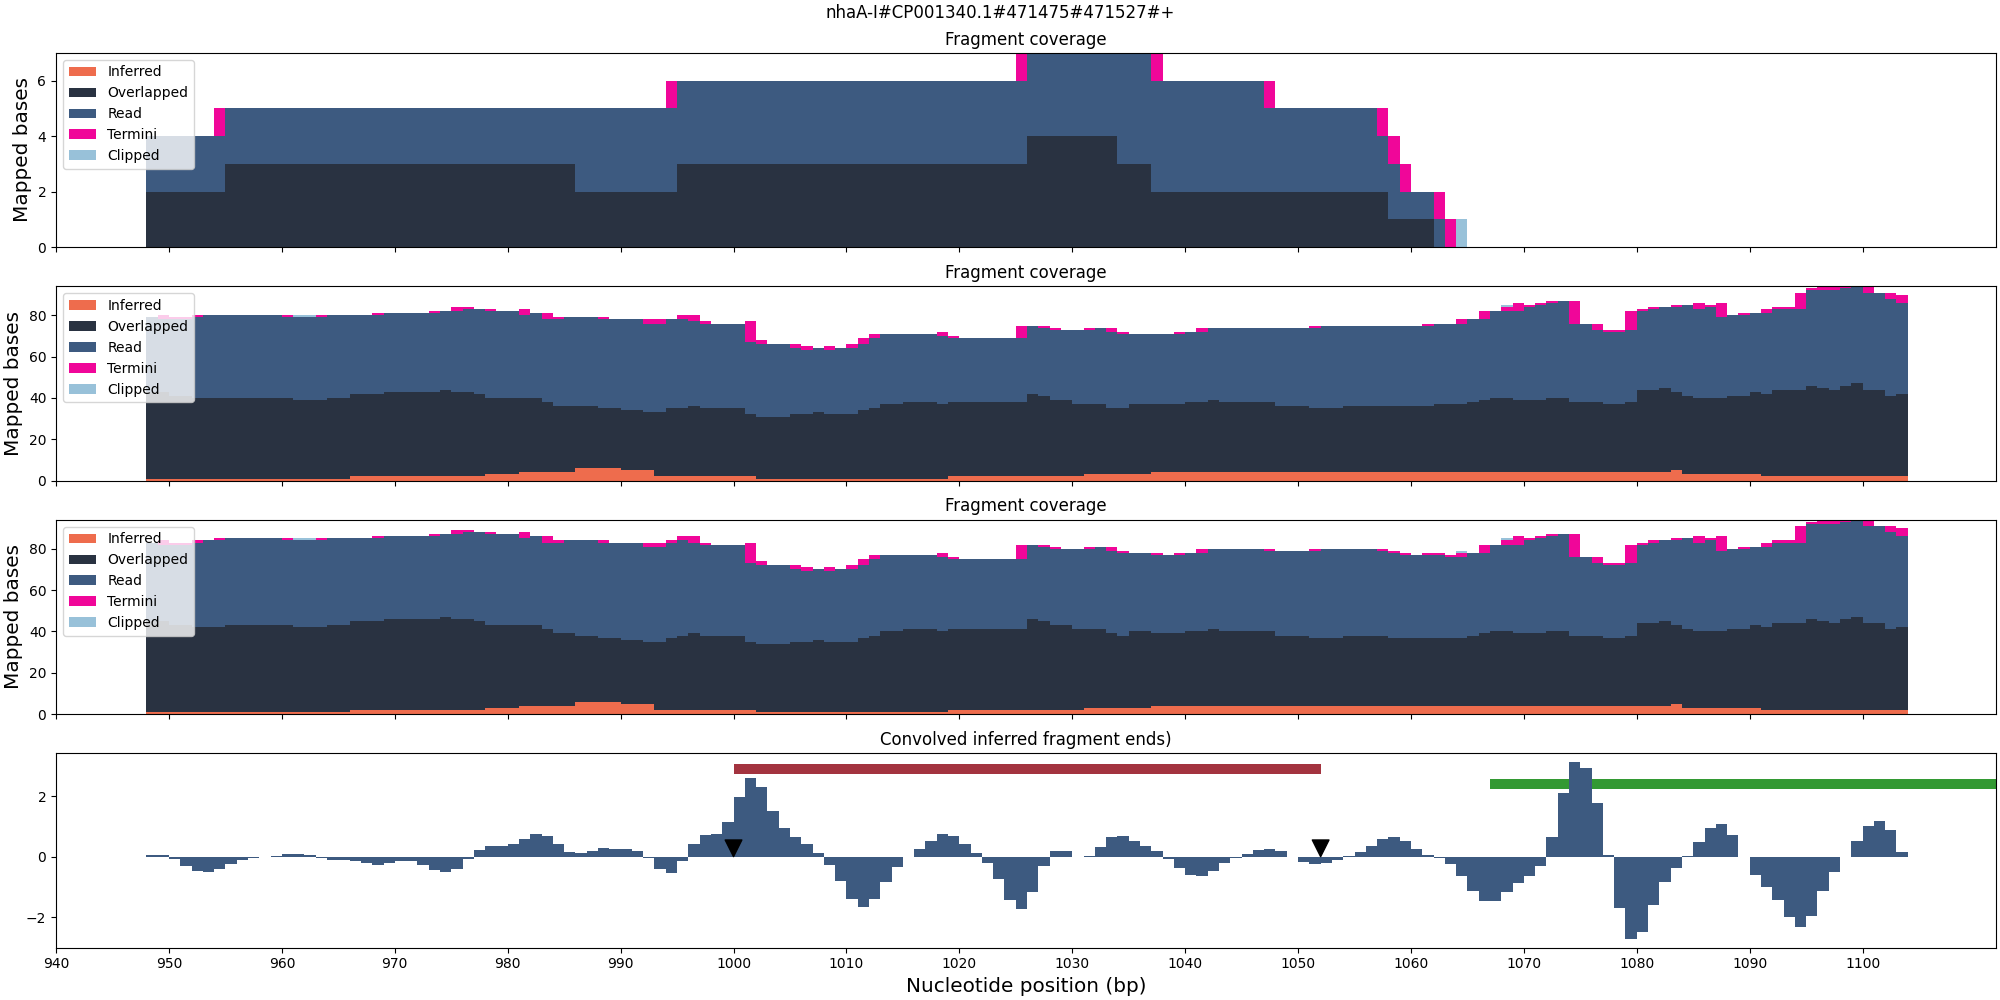 nhaA-I#CP001340.1#471475#471527#+
Fragment coverage
Mapped bases
6
4
2
0
Inferred
Overlapped
Read
Termini
Clipped
Fragment coverage
Mapped bases
80
60
40
20
0
Inferred
Overlapped
Read
Termini
Clipped
Fragment coverage
Mapped bases
80
60
40
20
0
Inferred
Overlapped
Read
Termini
Clipped
Convolved inferred fragment ends)
2
0
−2
940 950 960 970 980 990 1000 1010 1020 1030 1040 1050 1060 1070 1080 1090 1100
Nucleotide position (bp)